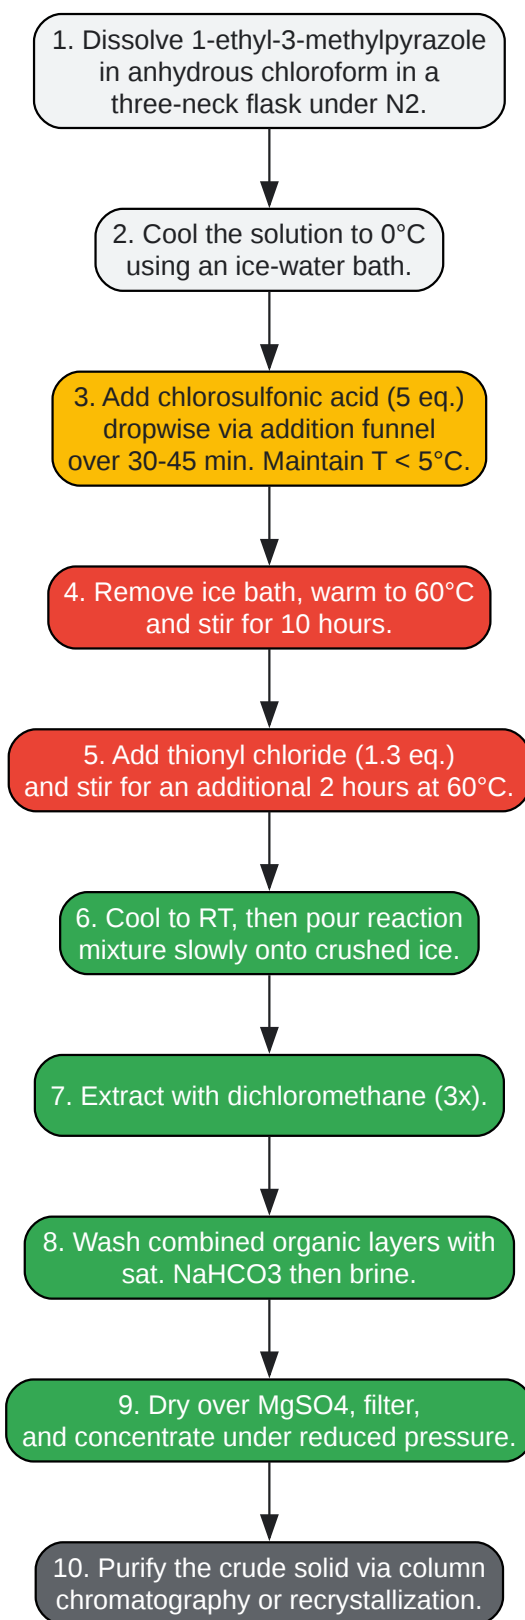 1. Dissolve 1-ethyl-3-methylpyrazole
in anhydrous chloroform in a
three-neck flask under N2.
2. Cool the solution to 0°C
using an ice-water bath.
3. Add chlorosulfonic acid (5 eq.)
dropwise via addition funnel
over 30-45 min. Maintain T < 5°C.
4. Remove ice bath, warm to 60°C
and stir for 10 hours.
5. Add thionyl chloride (1.3 eq.)
and stir for an additional 2 hours at 60°C.
6. Cool to RT, then pour reaction
mixture slowly onto crushed ice.
7. Extract with dichloromethane (3x).
8. Wash combined organic layers with
sat. NaHCO3 then brine.
9. Dry over MgSO4, filter,
and concentrate under reduced pressure.
10. Purify the crude solid via column
chromatography or recrystallization.